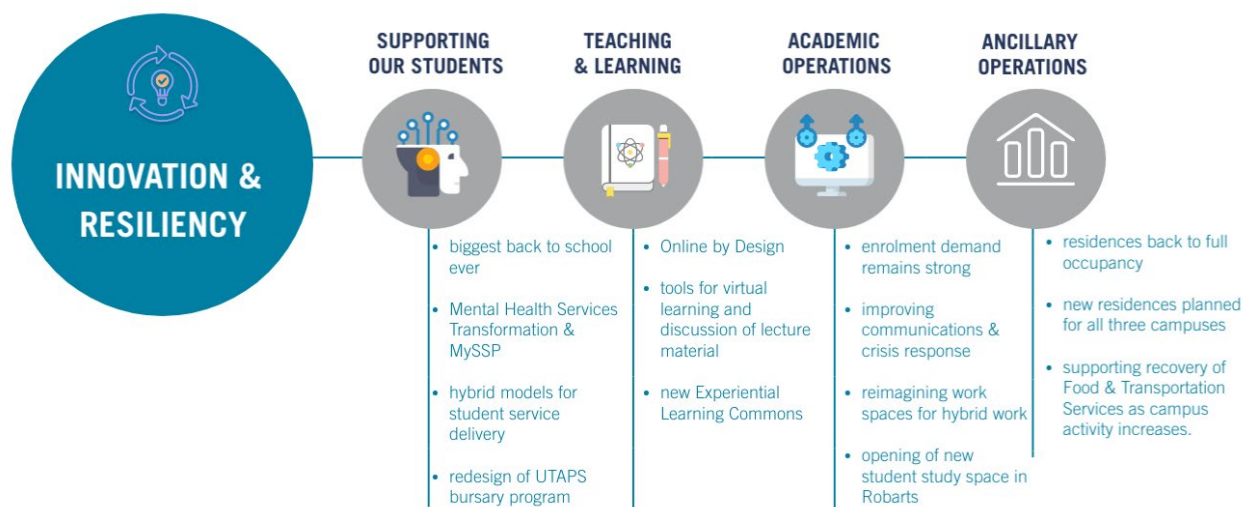 INNOVATION &
RESILIENCY
SUPPORTING
OUR STUDENTS
• biggest back to school
ever
• Mental Health Services
Transformation &
MySSP
• hybrid models for
student service
delivery
• redesign of UTAPS
bursary program
TEACHING
& LEARNING
• Online by Design
• tools for virtual
learning and
discussion of lecture
material
• new Experiential
Learning Commons
ACADEMIC
OPERATIONS
• enrolment demand
remains strong
• improving
communications &
crisis response
• reimagining work
spaces for hybrid work
• opening of new
student study space in
Robarts
ANCILLARY
OPERATIONS
• residences back to full
occupancy
• new residences planned
for all three campuses
• supporting recovery of
Food & Transportation
Services as campus
activity increases.